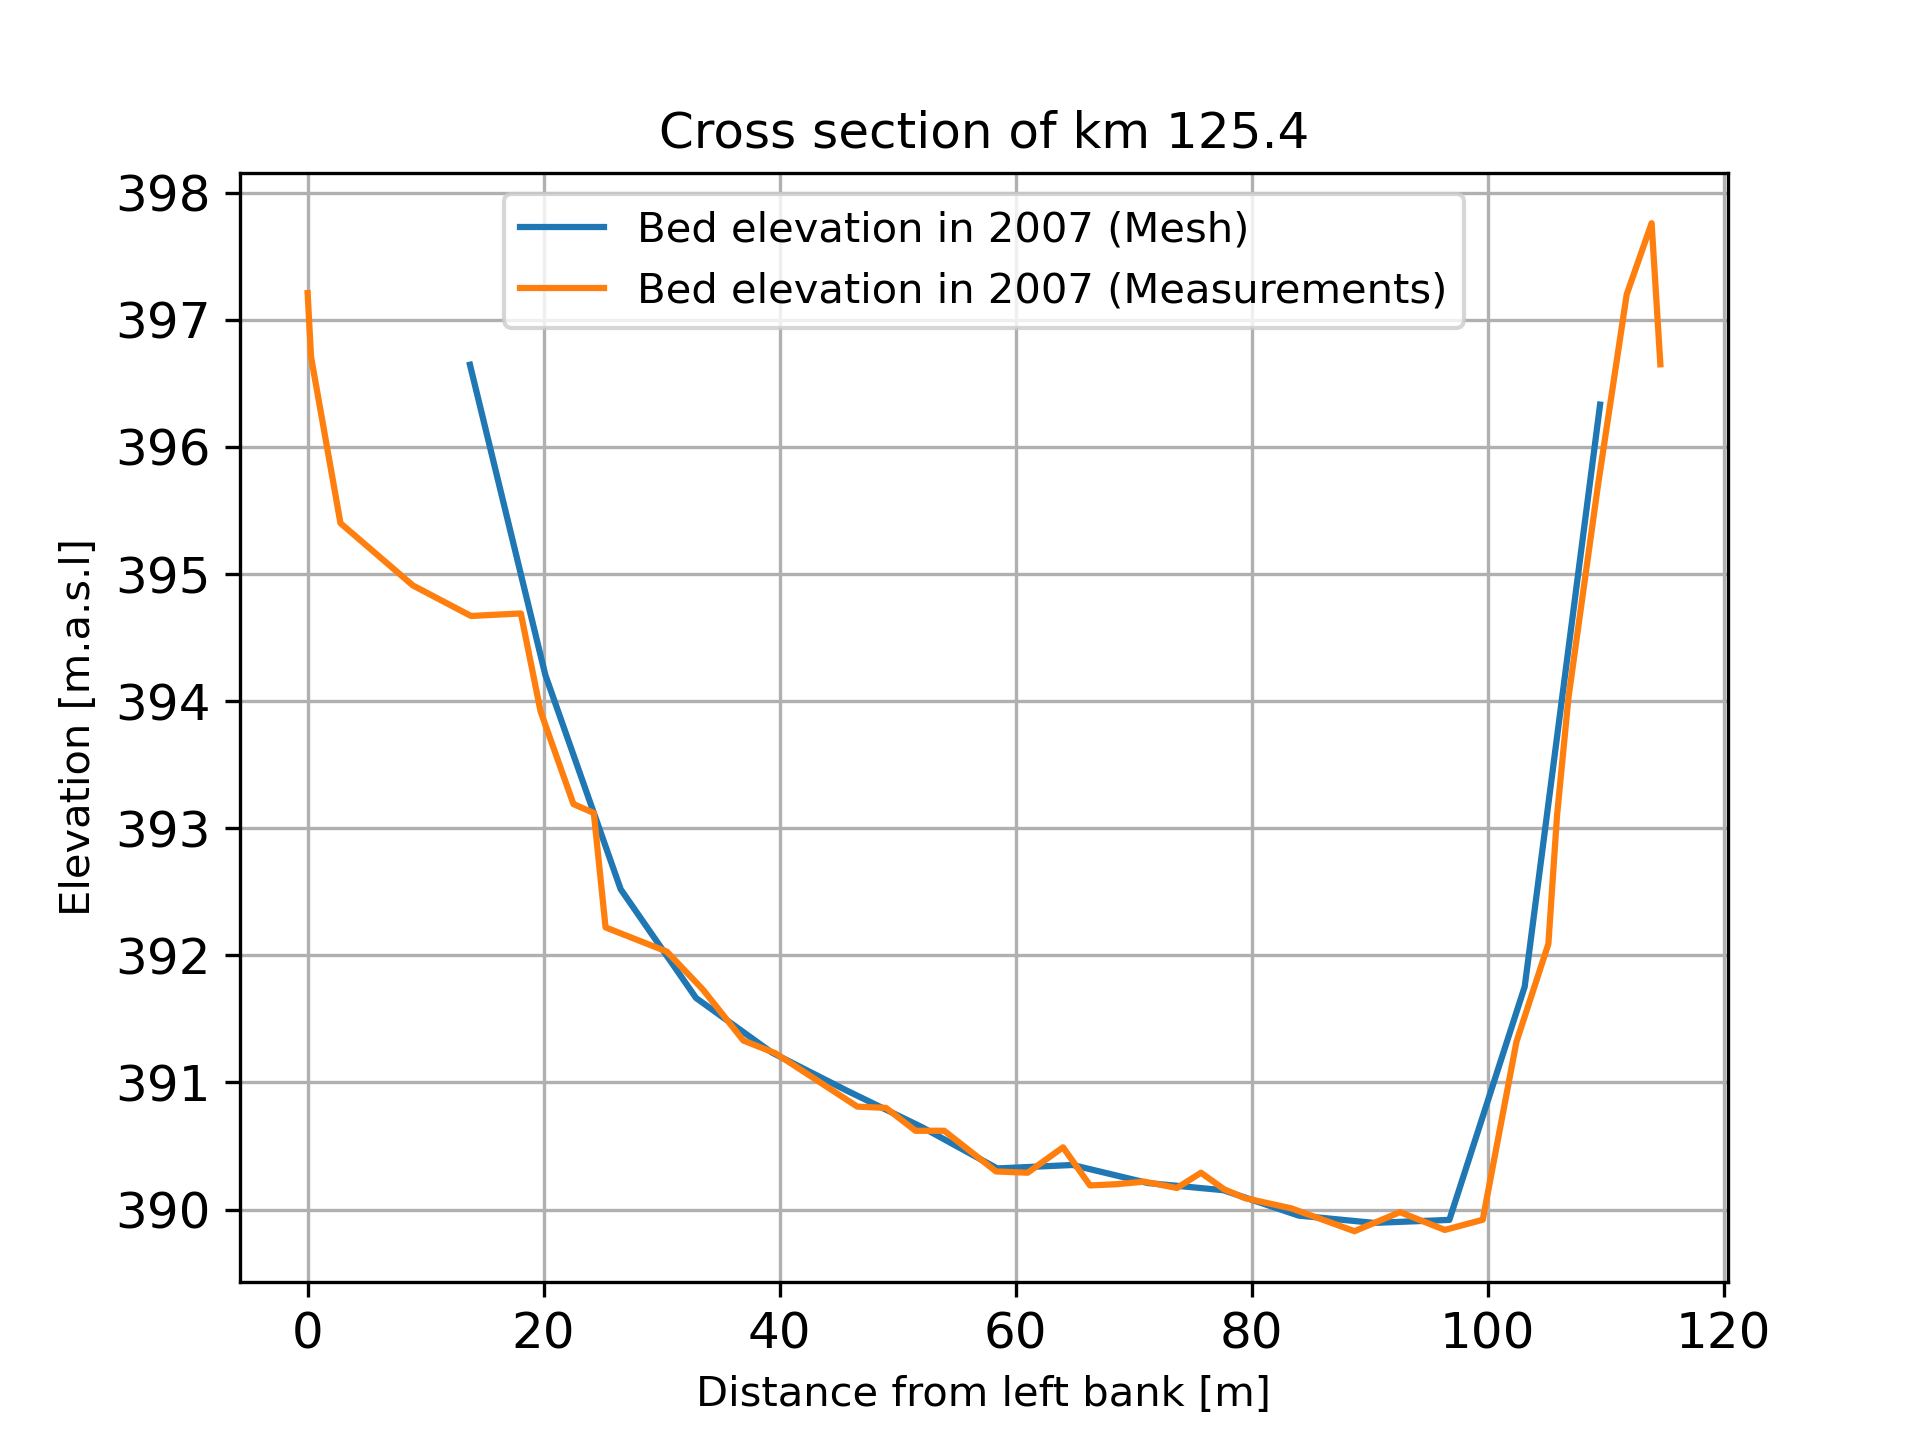 Cross section of km 125.4
Bed elevation in 2007 (Mesh)
Bed elevation in 2007 (Measurements)
398
397
396
395
394
393
392
391
390
Elevation [m.a.s.l]
0 20 40 60 80 100 120
Distance from left bank [m]